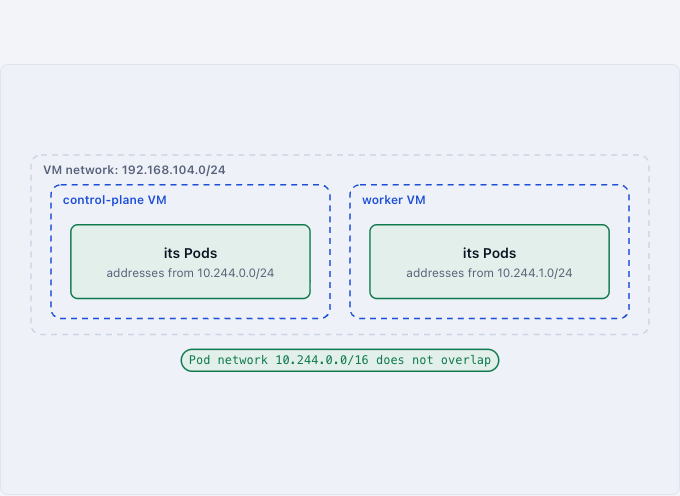 VM network: 192.168.104.0/24
control-plane VM
its Pods
addresses from 10.244.0.0/24
worker VM
its Pods
addresses from 10.244.1.0/24
Pod network 10.244.0.0/16 does not overlap